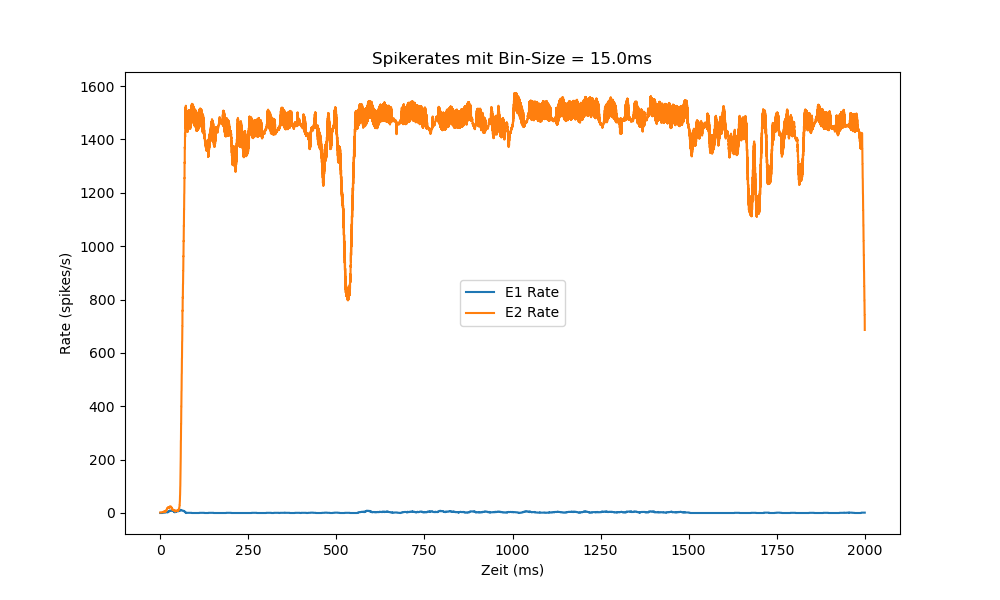 Spikerates mit Bin-Size = 15.0ms
1600
1400
1200
1000
800
600
400
200
0
Rate (spikes/s)
E1 Rate
E2 Rate
0 250 500 750 1000 1250 1500 1750 2000
Zeit (ms)